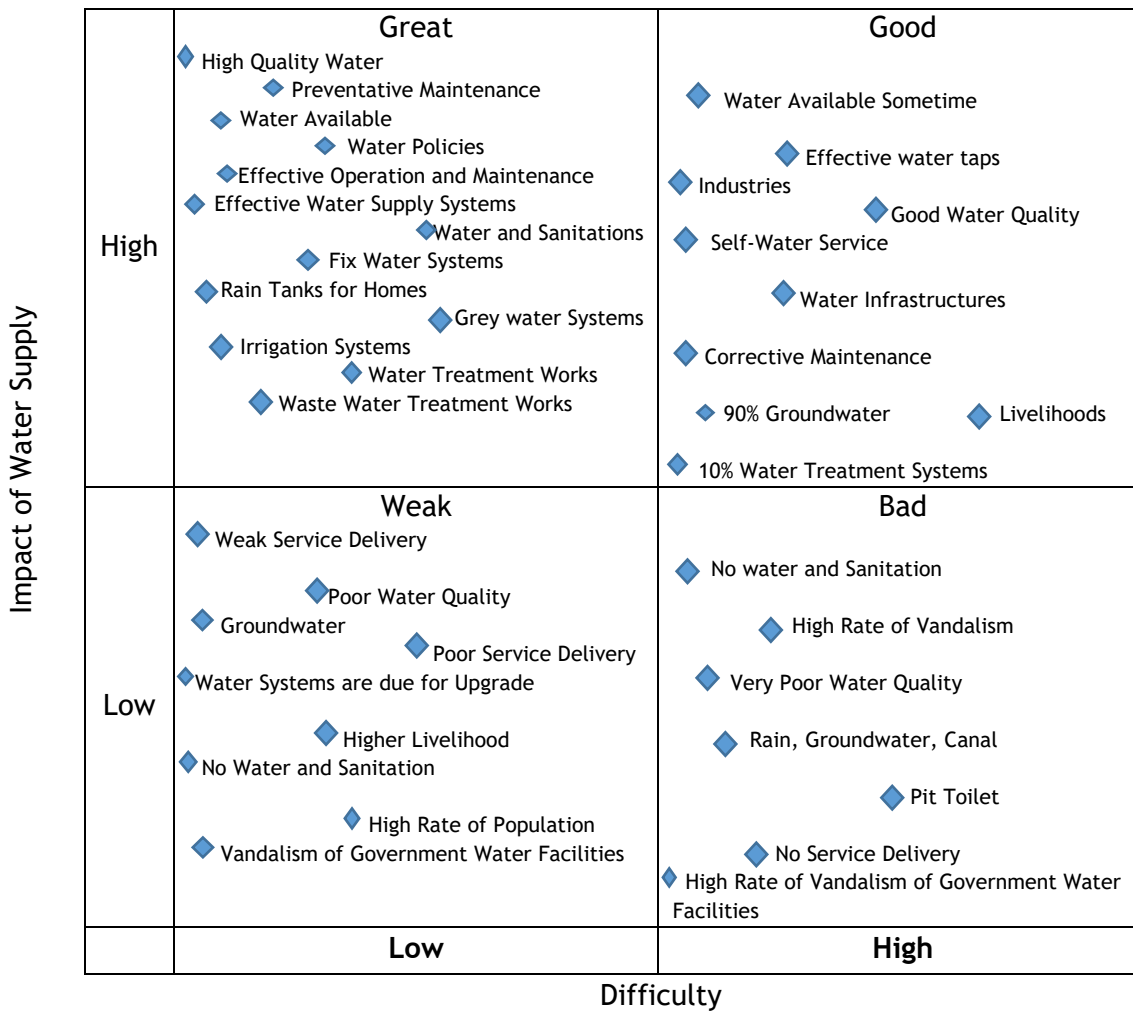 Impact of Water Supply
High
Great
High Quality Water
Preventative Maintenance
Water Available
Water Policies
Effective Operation and Maintenance
Effective Water Supply Systems
Water and Sanitations
Fix Water Systems
Rain Tanks for Homes
Grey water Systems
Irrigation Systems
Water Treatment Works
Waste Water Treatment Works
Good
Water Available Sometime
Effective water taps
Industries
Good Water Quality
Self-Water Service
Water Infrastructures
Corrective Maintenance
90% Groundwater
Livelihoods
10% Water Treatment Systems
Low
Weak
Weak Service Delivery
Poor Water Quality
Groundwater
Poor Service Delivery
Water Systems are due for Upgrade
Higher Livelihood
No Water and Sanitation
High Rate of Population
Vandalism of Government Water Facilities
Bad
No water and Sanitation
High Rate of Vandalism
Very Poor Water Quality
Rain, Groundwater, Canal
Pit Toilet
No Service Delivery
High Rate of Vandalism of Government Water
Facilities
Low
High
Difficulty